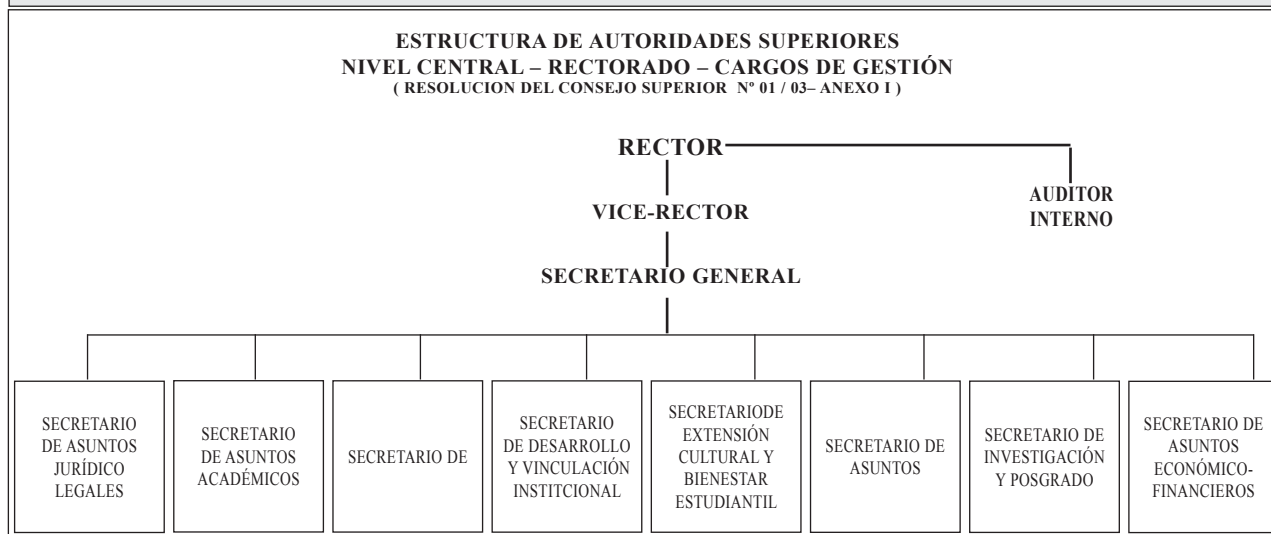 ESTRUCTURA DE AUTORIDADES SUPERIORES
NIVEL CENTRAL – RECTORADO – CARGOS DE GESTIÓN
( RESOLUCION DEL CONSEJO SUPERIOR Nº 01 / 03– ANEXO I )
RECTOR
AUDITOR
INTERNO
VICE-RECTOR
SECRETARIO GENERAL
SECRETARIO
DE ASUNTOS
JURÍDICO
LEGALES
SECRETARIO
DE ASUNTOS
ACADÉMICOS
SECRETARIO DE
SECRETARIO
DE DESARROLLO
Y VINCULACIÓN
INSTITCIONAL
SECRETARIODE
EXTENSIÓN
CULTURAL Y
BIENESTAR
ESTUDIANTIL
SECRETARIO DE
ASUNTOS
SECRETARIO DE
INVESTIGACIÓN
Y POSGRADO
SECRETARIO DE
ASUNTOS
ECONÓMICO-
FINANCIEROS